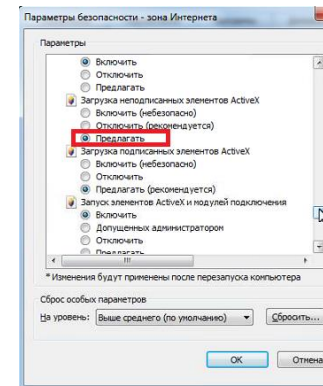 Параметры безопасности - зона Интернета
Параметры
Включить
Отключить
Предлагать
Загрузка неподписанных элементов ActiveX
Включить (небезопасно)
Отключить (рекомендуется)
Предлагать
Загрузка подписанных элементов ActiveX
Включить (небезопасно)
Отключить
Предлагать (рекомендуется)
Запуск элементов ActiveX и модулей подключения
Включить
Допущенных администратором
Отключить
Предлагать
* Изменения будут применены после перезапуска компьютера
Сброс особых параметров
На уровень: Выше среднего (по умолчанию) Сбросить...
ОК Отмена